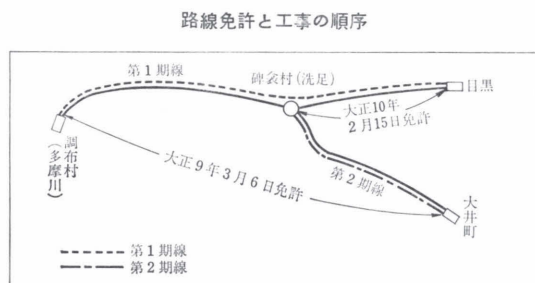 路線免許と工事の順序
第1期線
碑衾村(洗足)
目黒
大正10年
2月15日免許
調布村
(多摩川)
大正9年3月6日免許
第2期線
大井町
第1期線
第2期線